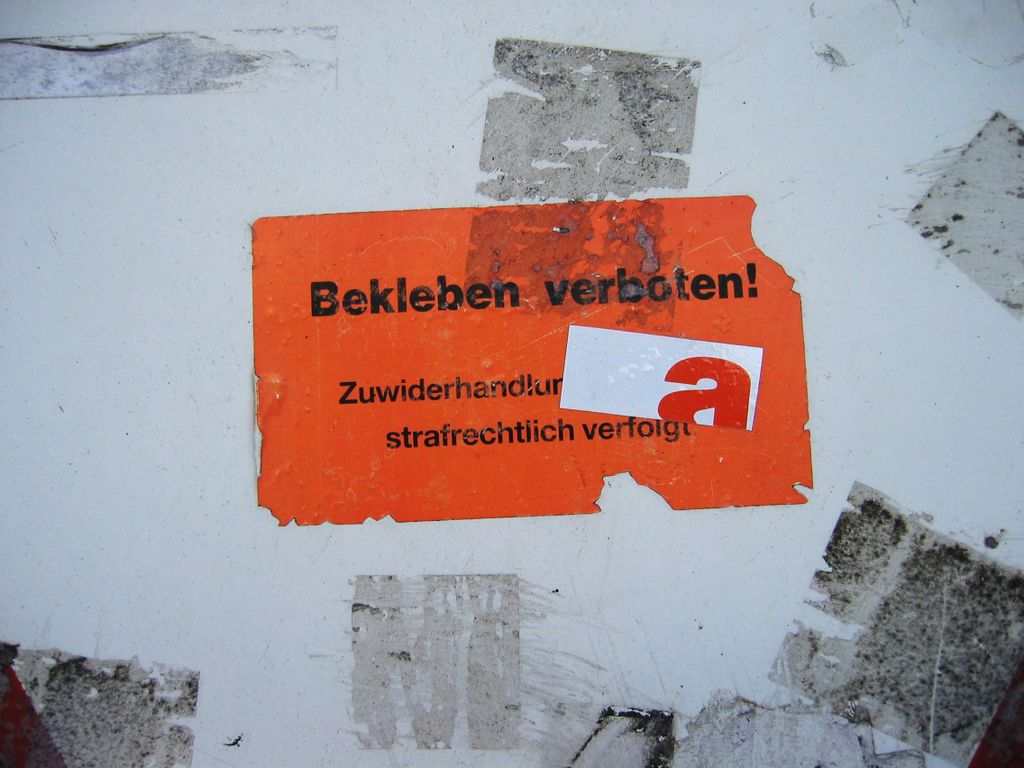 Bekleben verboten!
Zuwiderhandlun
a
strafrechtlich verfolgt